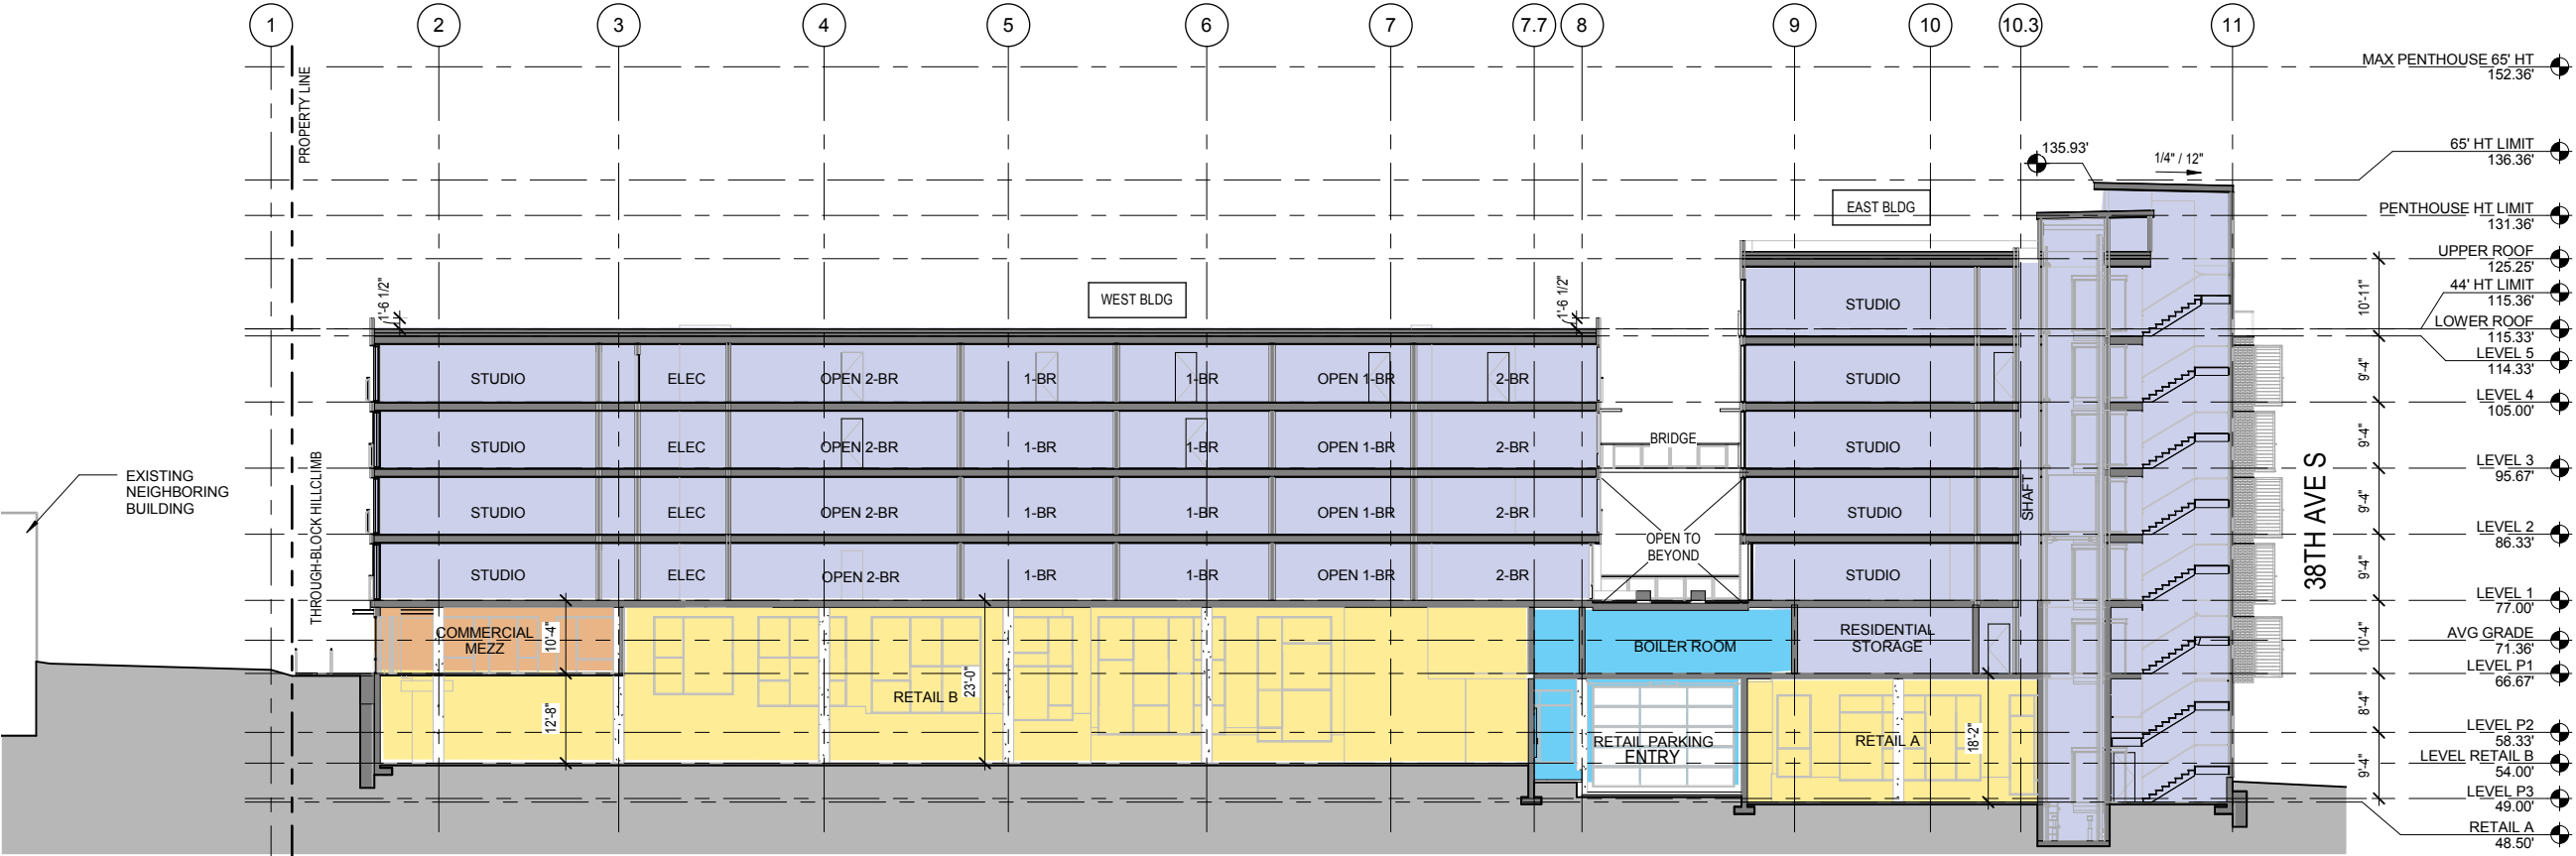 1 2 3 4 5 6 7 7.7 8 9 10 10.3 11
PROPERTY LINE
THROUGH-BLOCK HILLCLIMB
EXISTING
NEIGHBORING
BUILDING
WEST BLDG
EAST BLDG
1'-6 1/2"
1'-6 1/2"
135.93'
1/4" / 12"
STUDIO
STUDIO ELEC OPEN 2-BR 1-BR 1-BR OPEN 1-BR 2-BR STUDIO
STUDIO ELEC OPEN 2-BR 1-BR 1-BR OPEN 1-BR 2-BR STUDIO
STUDIO ELEC OPEN 2-BR 1-BR 1-BR OPEN 1-BR 2-BR STUDIO
STUDIO ELEC OPEN 2-BR 1-BR 1-BR OPEN 1-BR 2-BR STUDIO
BRIDGE
OPEN TO
BEYOND
SHAFT
COMMERCIAL
MEZZ
10'-4"
12'-8"
RETAIL B
23'-0"
BOILER ROOM
RESIDENTIAL
STORAGE
RETAIL PARKING
ENTRY
RETAIL A
18'-2"
38TH AVE S
10'-11"
9'-4"
9'-4"
9'-4"
9'-4"
10'-4"
8'-4"
9'-4"
MAX PENTHOUSE 65' HT
152.36'
65' HT LIMIT
136.36'
PENTHOUSE HT LIMIT
131.36'
UPPER ROOF
125.25'
44' HT LIMIT
115.36'
LOWER ROOF
115.33'
LEVEL 5
114.33'
LEVEL 4
105.00'
LEVEL 3
95.67'
LEVEL 2
86.33'
LEVEL 1
77.00'
AVG GRADE
71.36'
LEVEL P1
66.67'
LEVEL P2
58.33'
LEVEL RETAIL B
54.00'
LEVEL P3
49.00'
RETAIL A
48.50'